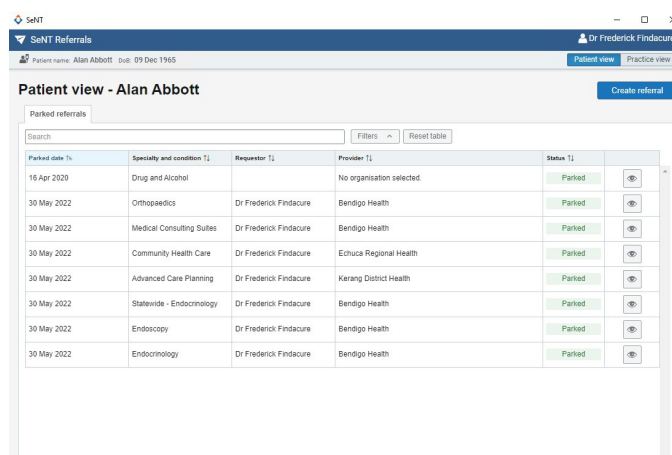 SeNT
SeNT Referrals
Dr Frederick Findacure
Patient name: Alan Abbott DoB: 09 Dec 1965
Patient view Practice view
Patient view - Alan Abbott
Create referral
Parked referrals
Search Filters Reset table
Parked date Specialty and condition Requestor Provider Status
16 Apr 2020 Drug and Alcohol No organisation selected. Parked
30 May 2022 Orthopaedics Dr Frederick Findacure Bendigo Health Parked
30 May 2022 Medical Consulting Suites Dr Frederick Findacure Bendigo Health Parked
30 May 2022 Community Health Care Dr Frederick Findacure Echuca Regional Health Parked
30 May 2022 Advanced Care Planning Dr Frederick Findacure Kerang District Health Parked
30 May 2022 Statewide - Endocrinology Dr Frederick Findacure Bendigo Health Parked
30 May 2022 Endoscopy Dr Frederick Findacure Bendigo Health Parked
30 May 2022 Endocrinology Dr Frederick Findacure Bendigo Health Parked